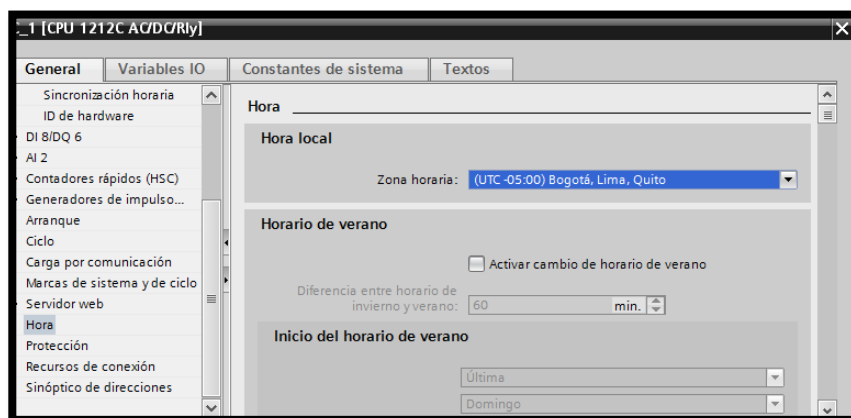 C_1 [CPU 1212C AC/DC/Rly]
General
Variables IO
Constantes de sistema
Textos
Sincronización horaria
ID de hardware
DI 8/DQ 6
AI 2
Contadores rápidos (HSC)
Generadores de impulso...
Arranque
Ciclo
Carga por comunicación
Marcas de sistema y de ciclo
Servidor web
Hora
Protección
Recursos de conexión
Sinóptico de direcciones
Hora
Hora local
Zona horaria: (UTC -05:00) Bogotá, Lima, Quito
Horario de verano
Activar cambio de horario de verano
Diferencia entre horario de
invierno y verano: 60 min.
Inicio del horario de verano
Última
Domingo